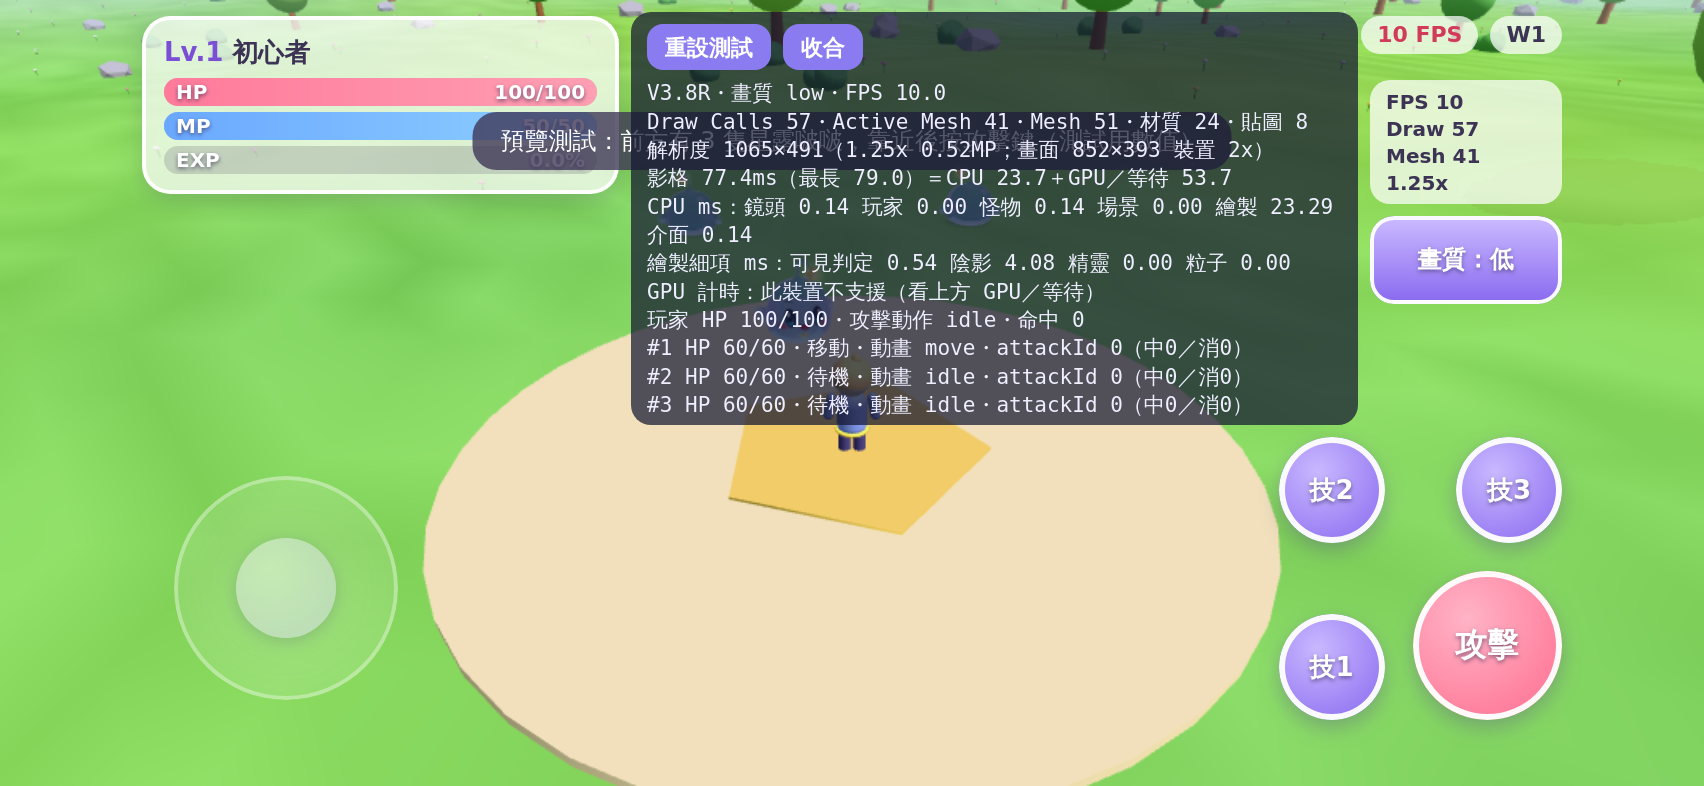 Lv.1 初心者
HP 100/100
MP 50/50
EXP 0.0%
重設測試 收合
V3.8R・畫質 low・FPS 10.0
Draw Calls 57・Active Mesh 41・Mesh 51・材質 24・貼圖 8
預覽測試：前方有 3 隻
解析度 1065×491（1.25x 0.52MP；畫面 852×393 裝置 2x）
影格 77.4ms（最長 79.0）＝CPU 23.7＋GPU／等待 53.7
CPU ms：鏡頭 0.14 玩家 0.00 怪物 0.14 場景 0.00 繪製 23.29
介面 0.14
繪製細項 ms：可見判定 0.54 陰影 4.08 精靈 0.00 粒子 0.00
GPU 計時：此裝置不支援（看上方 GPU／等待）
玩家 HP 100/100・攻擊動作 idle・命中 0
#1 HP 60/60・移動・動畫 move・attackId 0（中0／消0）
#2 HP 60/60・待機・動畫 idle・attackId 0（中0／消0）
#3 HP 60/60・待機・動畫 idle・attackId 0（中0／消0）
10 FPS W1
FPS 10
Draw 57
Mesh 41
1.25x
畫質：低
技2 技3
技1 攻擊